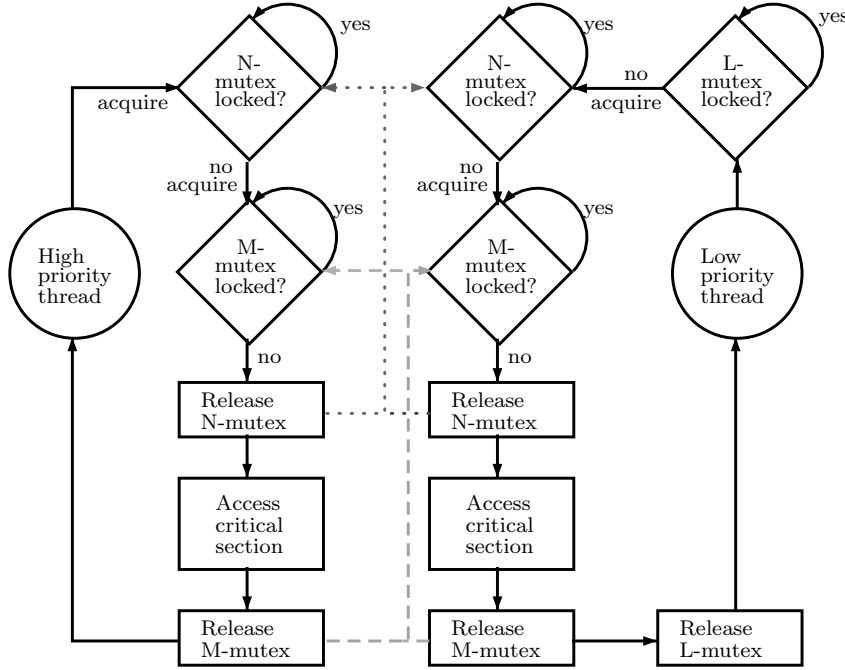 yes
yes
yes
N-
mutex
locked?
N-
mutex
locked?
L-
mutex
locked?
acquire
no
acquire
no
acquire
no
acquire
yes
yes
M-
mutex
locked?
M-
mutex
locked?
High
priority
thread
Low
priority
thread
no
no
Release
N-mutex
Release
N-mutex
Access
critical
section
Access
critical
section
Release
M-mutex
Release
M-mutex
Release
L-mutex